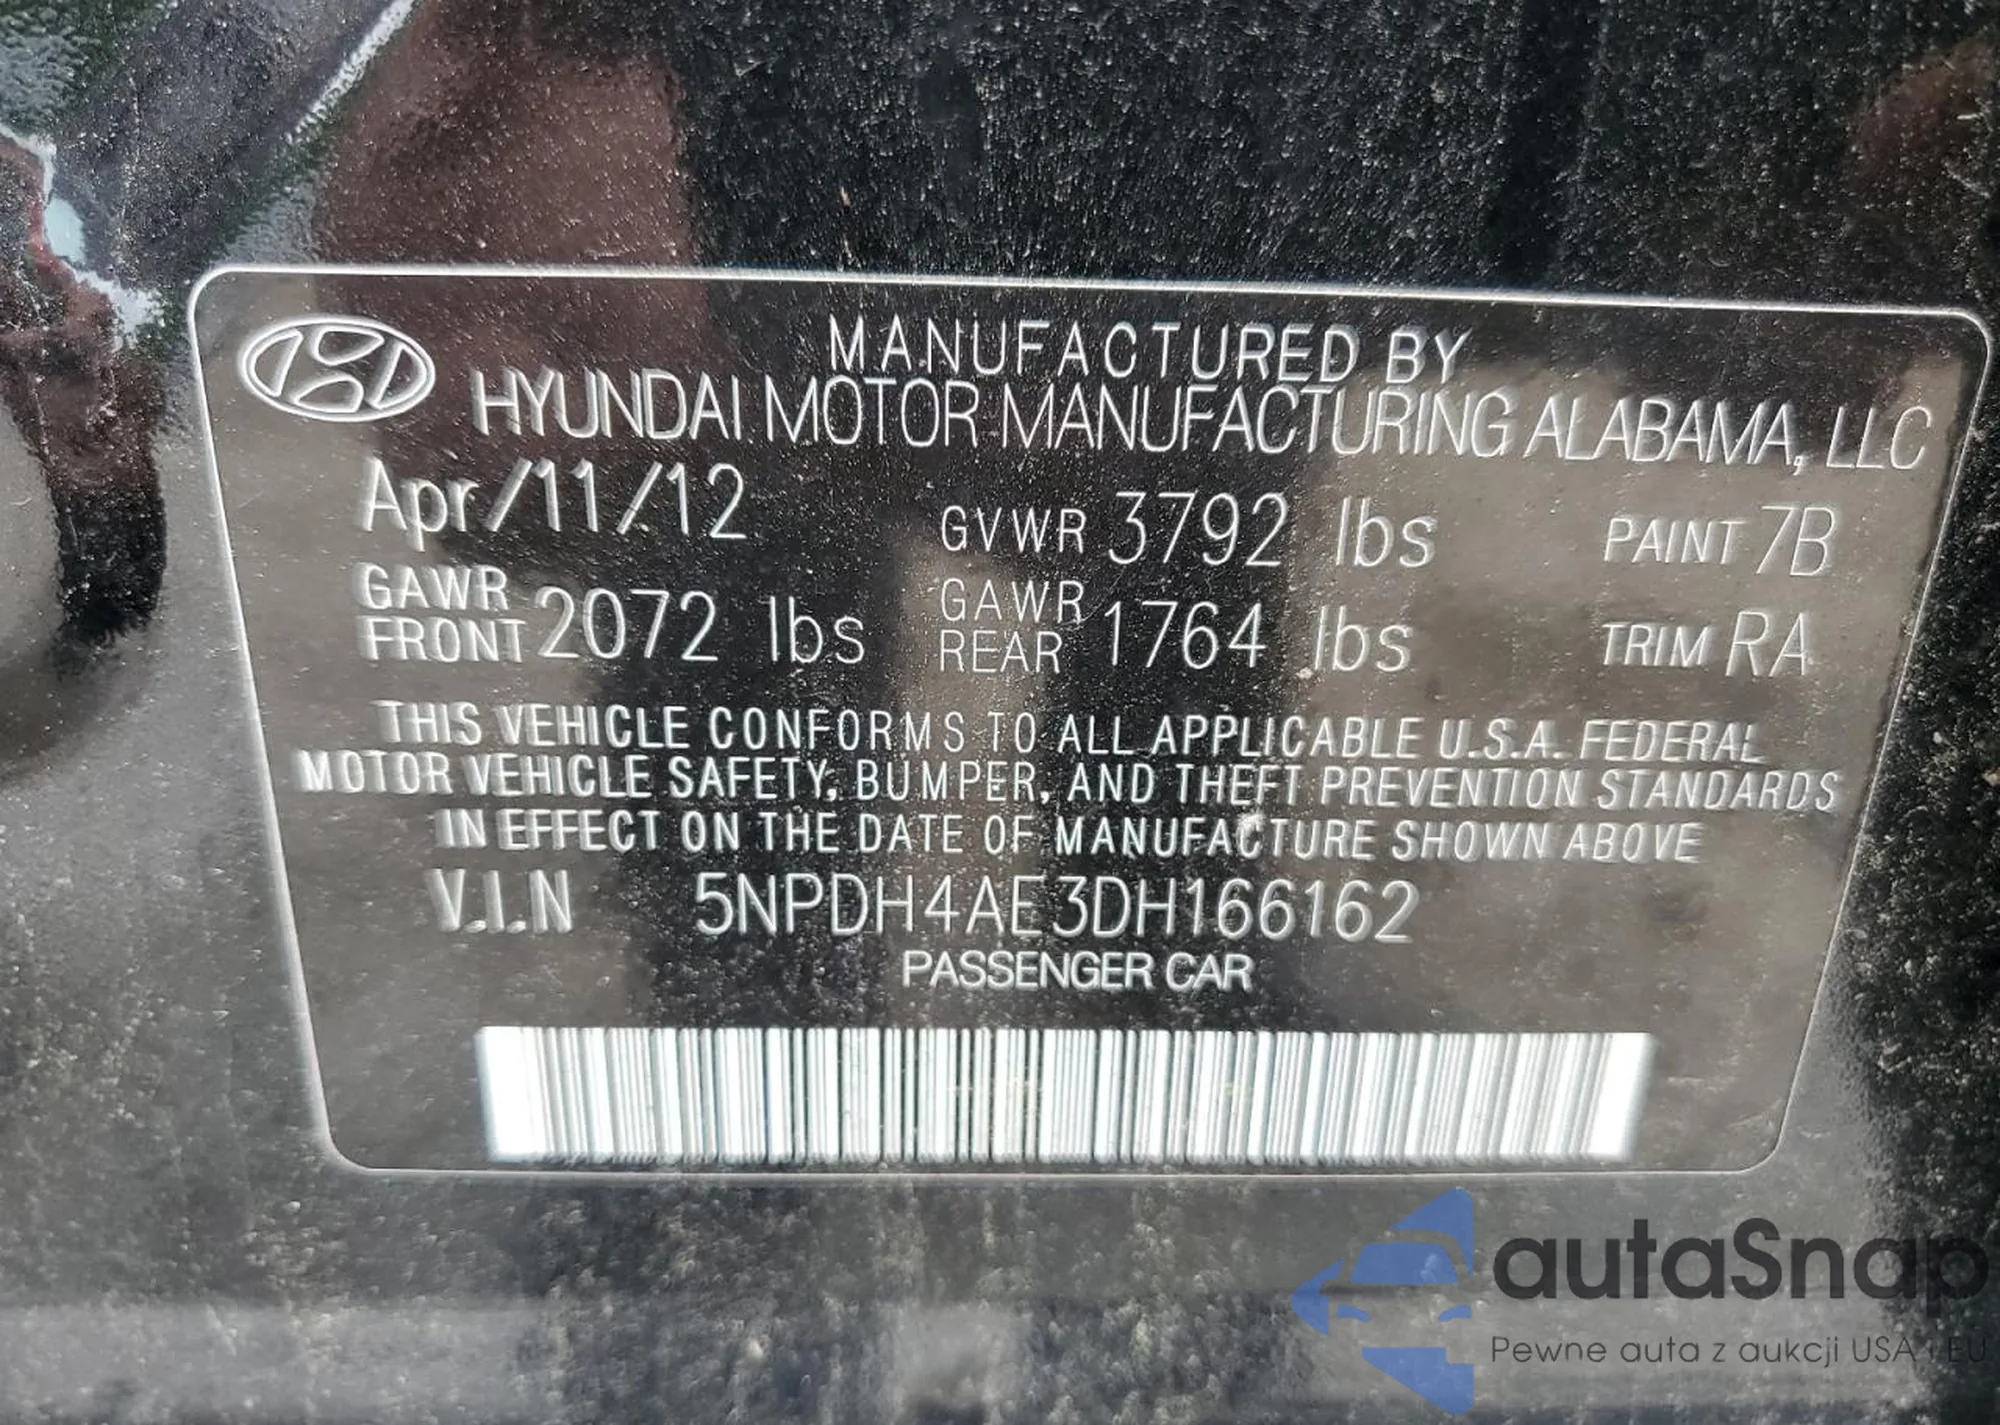 MANUFACTURED BY
HYUNDAI MOTOR MANUFACTURING ALABAMA, LLC
Apr/11/12 GVWR 3792 lbs PAINT 7B
GAWR FRONT 2072 lbs GAWR REAR 1764 lbs TRIM RA
THIS VEHICLE CONFORMS TO ALL APPLICABLE U.S.A. FEDERAL
MOTOR VEHICLE SAFETY, BUMPER, AND THEFT PREVENTION STANDARDS
IN EFFECT ON THE DATE OF MANUFACTURE SHOWN ABOVE
V.I.N 5NPDH4AE3DH166162
PASSENGER CAR
autaSnap
Pewne auta z aukcji USA i EU